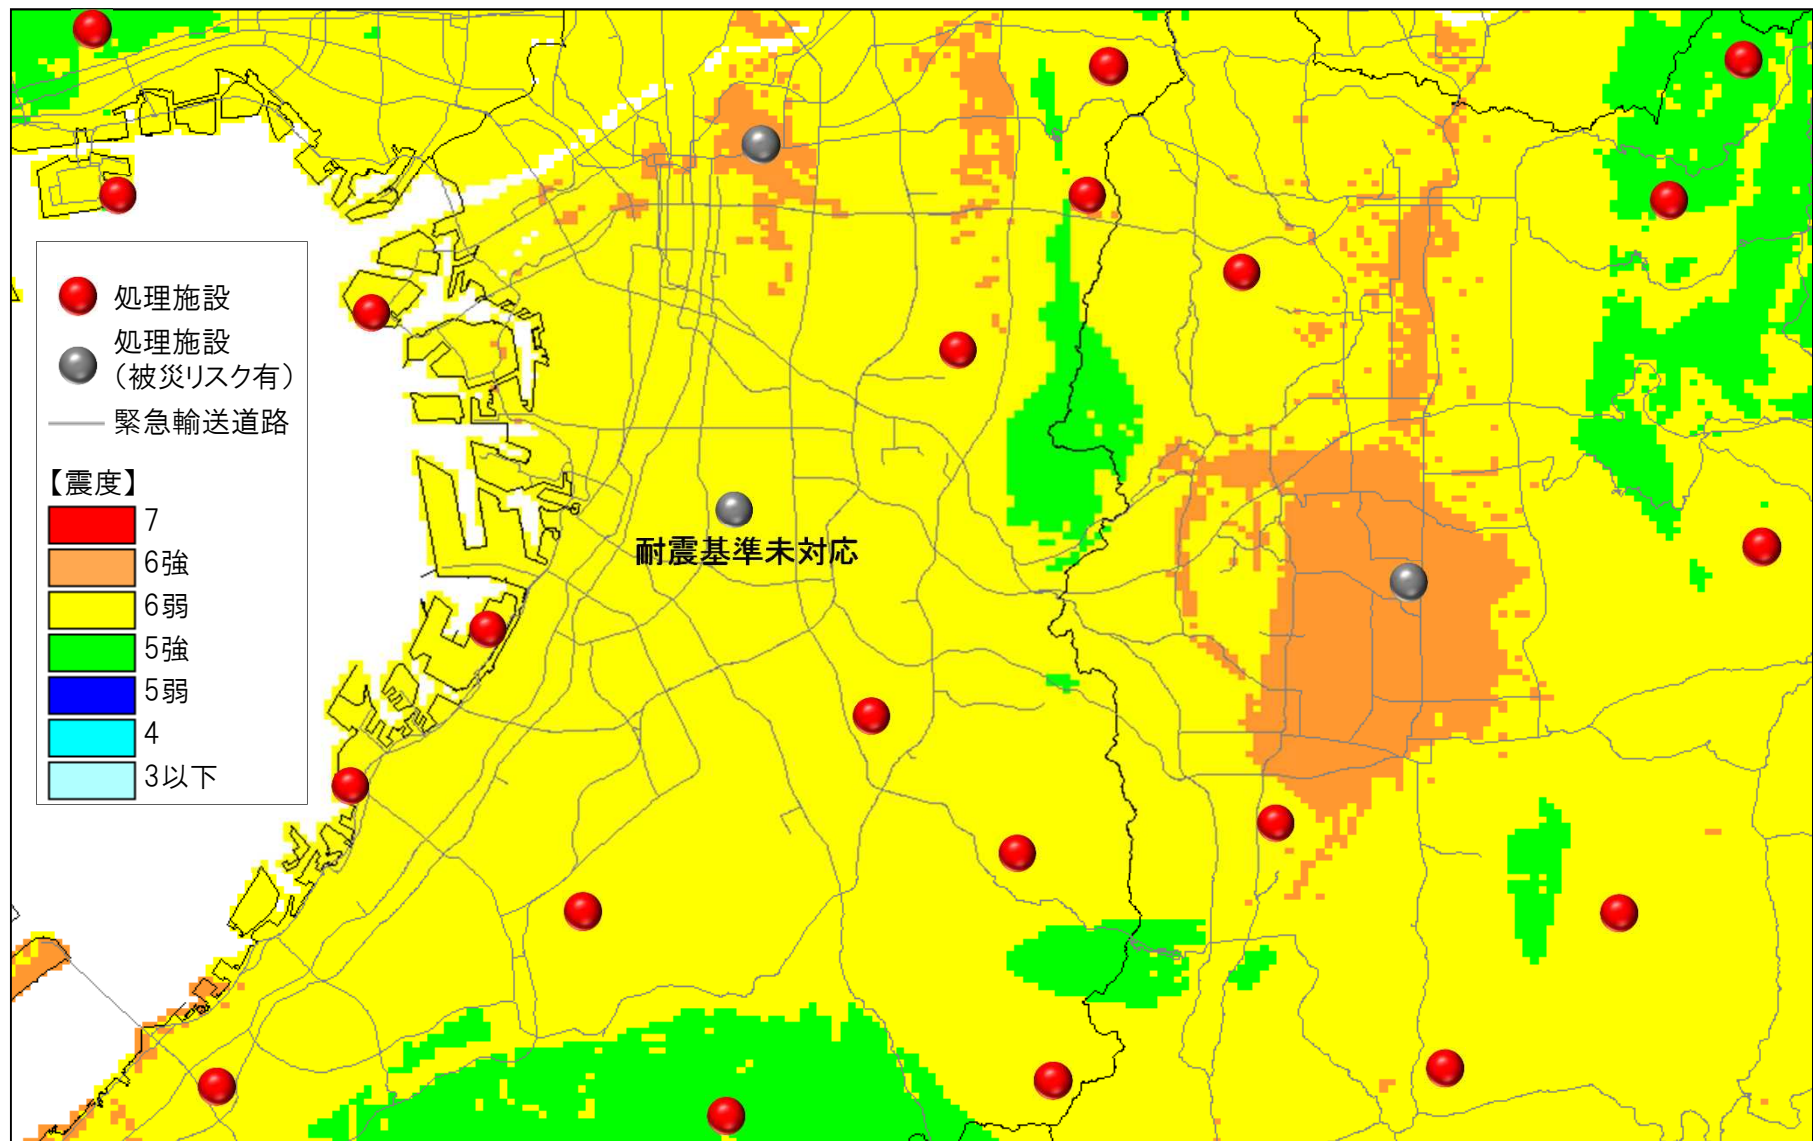 処理施設
処理施設
（被災リスク有）
緊急輸送道路
【震度】
7
6強
6弱
5強
5弱
4
3以下
耐震基準未対応